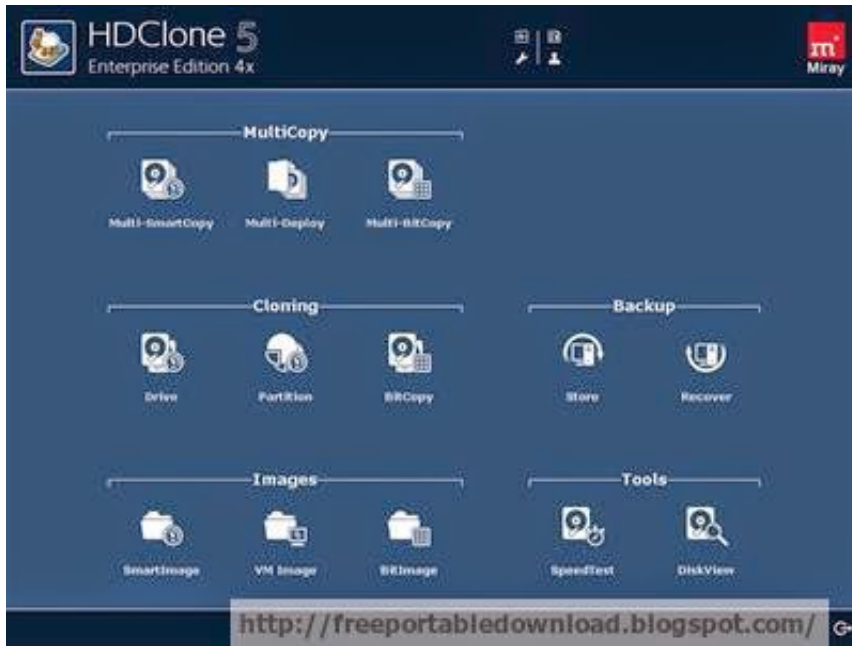 HDClone 5
Enterprise Edition 4x
Miray
MultiCopy
Multi-SmartCopy Multi-Deploy Multi-BitCopy
Cloning Backup
Drive Partition BitCopy Store Recover
Images Tools
SmartImage VM Image BitImage SpeedTest DiskView
http://freeportabledownload.blogspot.com/